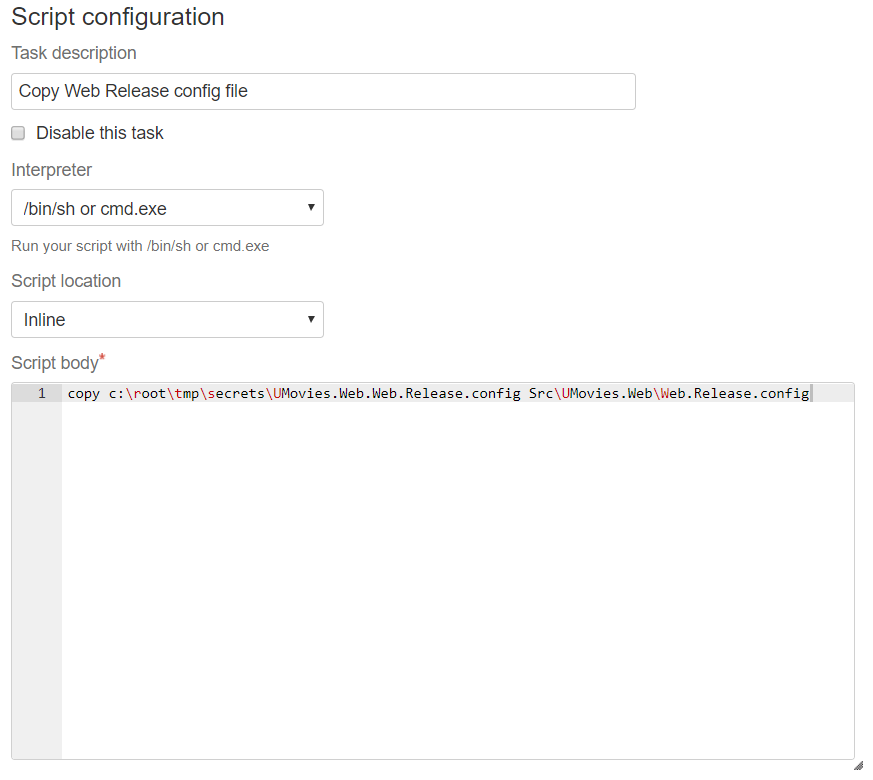 Script configuration
Task description
Copy Web Release config file
Disable this task
Interpreter
/bin/sh or cmd.exe
Run your script with /bin/sh or cmd.exe
Script location
Inline
Script body*
1 copy c:\root\tmp\secrets\UMovies.Web.Web.Release.config Src\UMovies.Web\Web.Release.config